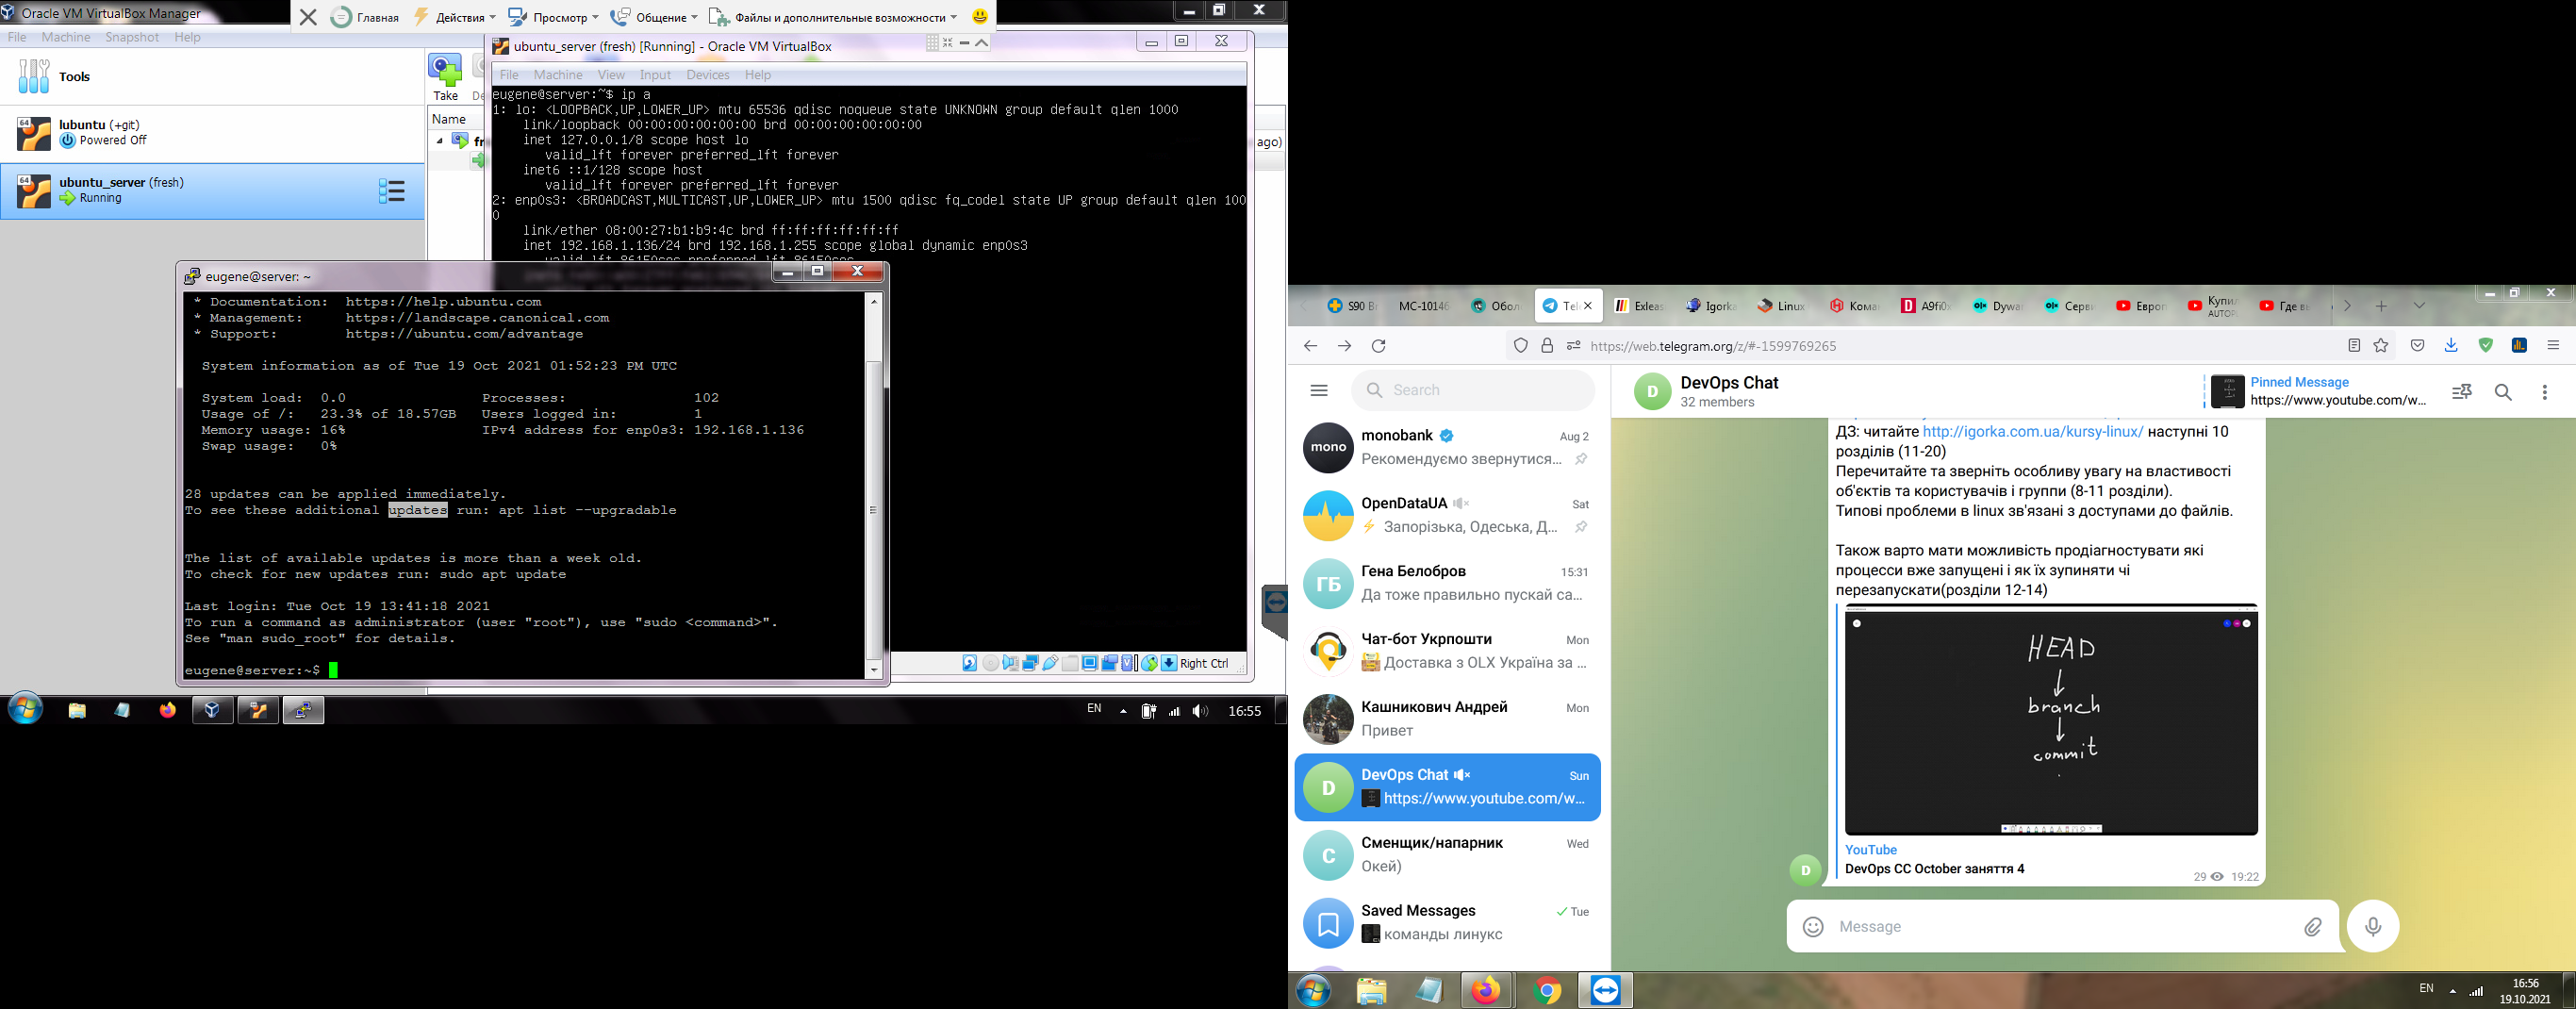 Oracle VM VirtualBox Manager
File Machine Snapshot Help
Главная Действия Просмотр Общение Файлы и дополнительные возможности
Tools
lubuntu (+git)
Powered Off
ubuntu_server (fresh)
Running
Take
Name
ago)
ubuntu_server (fresh) [Running] - Oracle VM VirtualBox
File Machine View Input Devices Help
eugene@server:~$ ip a
1: lo: <LOOPBACK,UP,LOWER_UP> mtu 65536 qdisc noqueue state UNKNOWN group default qlen 1000
link/loopback 00:00:00:00:00:00 brd 00:00:00:00:00:00
inet 127.0.0.1/8 scope host lo
valid_lft forever preferred_lft forever
inet6 ::1/128 scope host
valid_lft forever preferred_lft forever
2: enp0s3: <BROADCAST,MULTICAST,UP,LOWER_UP> mtu 1500 qdisc fq_codel state UP group default qlen 100
0
link/ether 08:00:27:b1:b9:4c brd ff:ff:ff:ff:ff:ff
inet 192.168.1.136/24 brd 192.168.1.255 scope global dynamic enp0s3
Right Ctrl
eugene@server: ~
* Documentation: https://help.ubuntu.com
* Management: https://landscape.canonical.com
* Support: https://ubuntu.com/advantage
System information as of Tue 19 Oct 2021 01:52:23 PM UTC
System load: 0.0 Processes: 102
Usage of /: 23.3% of 18.57GB Users logged in: 1
Memory usage: 16% IPv4 address for enp0s3: 192.168.1.136
Swap usage: 0%
28 updates can be applied immediately.
To see these additional updates run: apt list --upgradable
The list of available updates is more than a week old.
To check for new updates run: sudo apt update
Last login: Tue Oct 19 13:41:18 2021
To run a command as administrator (user "root"), use "sudo <command>".
See "man sudo_root" for details.
eugene@server:~$
EN 16:55
S90 Br MC-10146 Обол Tele Exleas Igorka Linux Кома A9fi0x Dywa Серви Европ Купил Где вы
AUTOPU
https://web.telegram.org/z/#-1599769265
Search
monobank Aug 2
mono
Рекомендуємо звернутися...
OpenDataUA Sat
Запорізька, Одеська, Д...
Гена Белобров 15:31
ГБ
Да тоже правильно пускай са...
Чат-бот Укрпошти Mon
Доставка з OLX Україна за ...
Кашникович Андрей Mon
Привет
DevOps Chat Sun
D
https://www.youtube.com/w...
Сменщик/напарник Wed
С
Окей)
Saved Messages Tue
команды линукс
D
DevOps Chat
32 members
Pinned Message
https://www.youtube.com/w...
ДЗ: читайте http://igorka.com.ua/kursy-linux/ наступні 10
розділів (11-20)
Перечитайте та зверніть особливу увагу на властивості
об'єктів та користувачів і группи (8-11 розділи).
Типові проблеми в linux зв'язані з доступами до файлів.
Також варто мати можливість продіагностувати які
процесси вже запущені і як їх зупиняти чі
перезапускати(розділи 12-14)
HEAD
branch
commit
YouTube
DevOps CC October заняття 4
29 19:22
D
Message
EN 16:56
19.10.2021